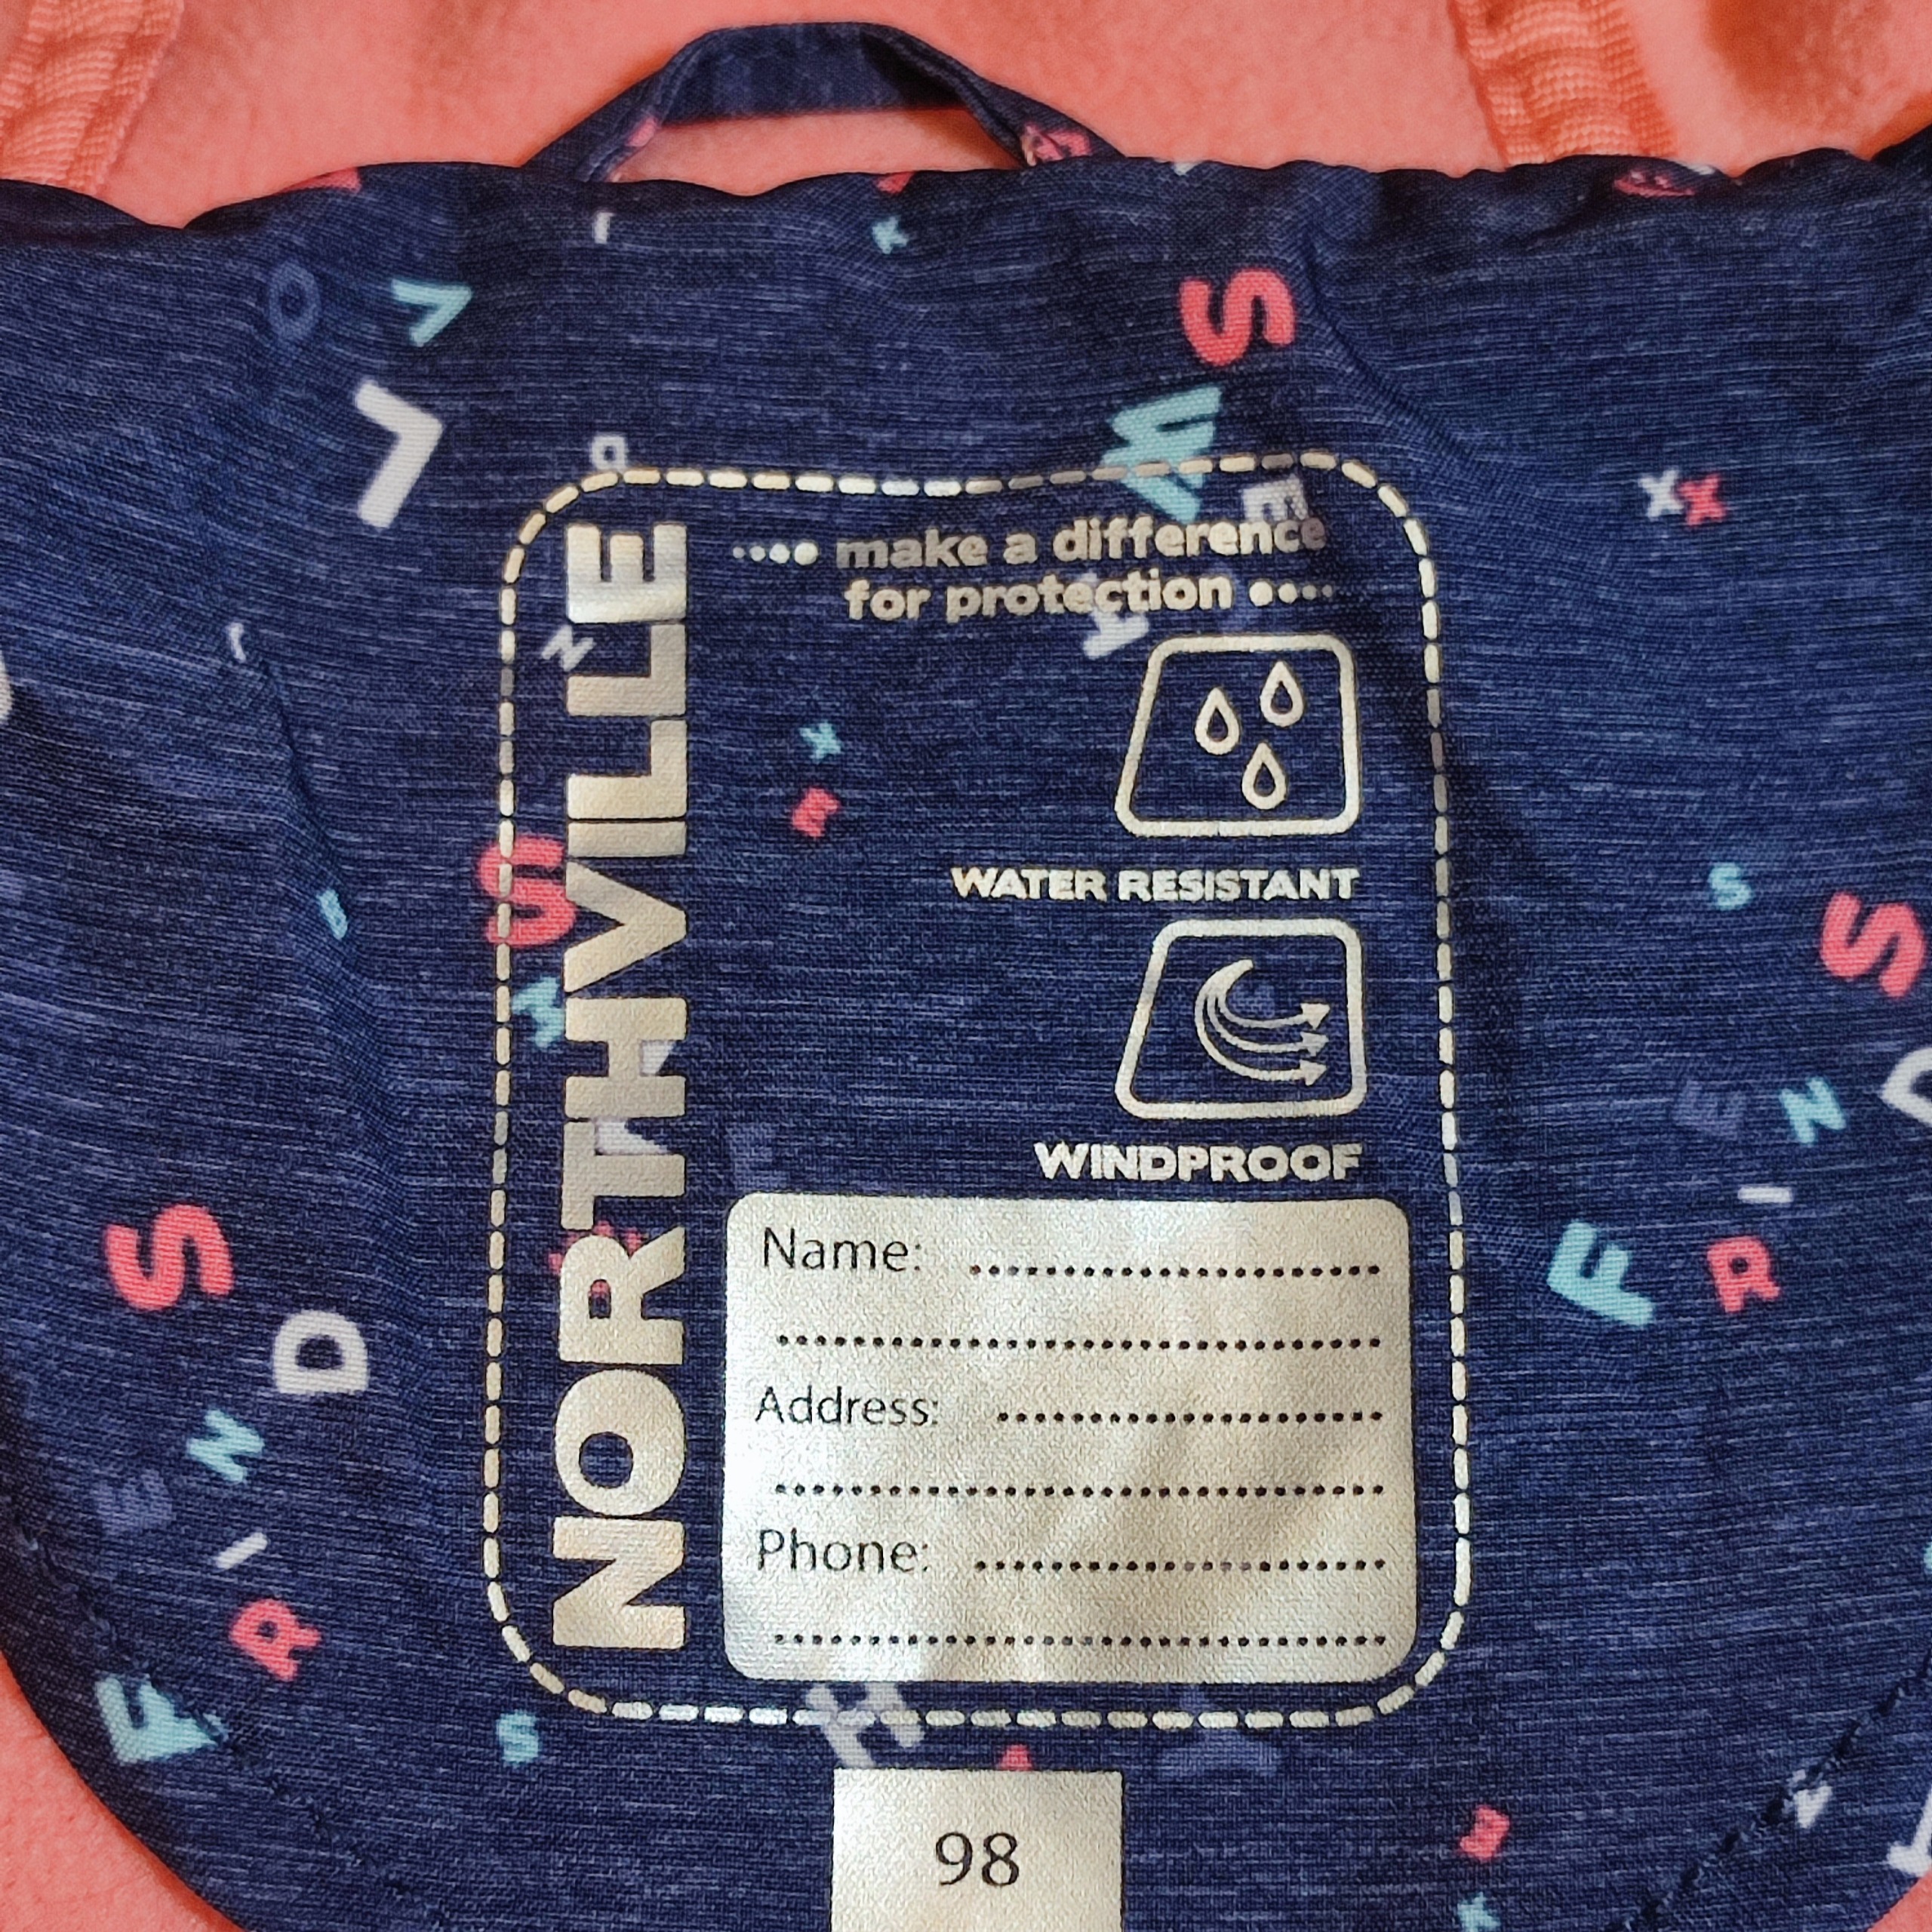 NORTHVILLE
make a difference
for protection
WATER RESISTANT
WINDPROOF
Name:
Address:
Phone:
98
S
W
E
L
V
O
K
X X
N
X
S
M
S
S
F R I E N D S
F R I E N D S
S
H